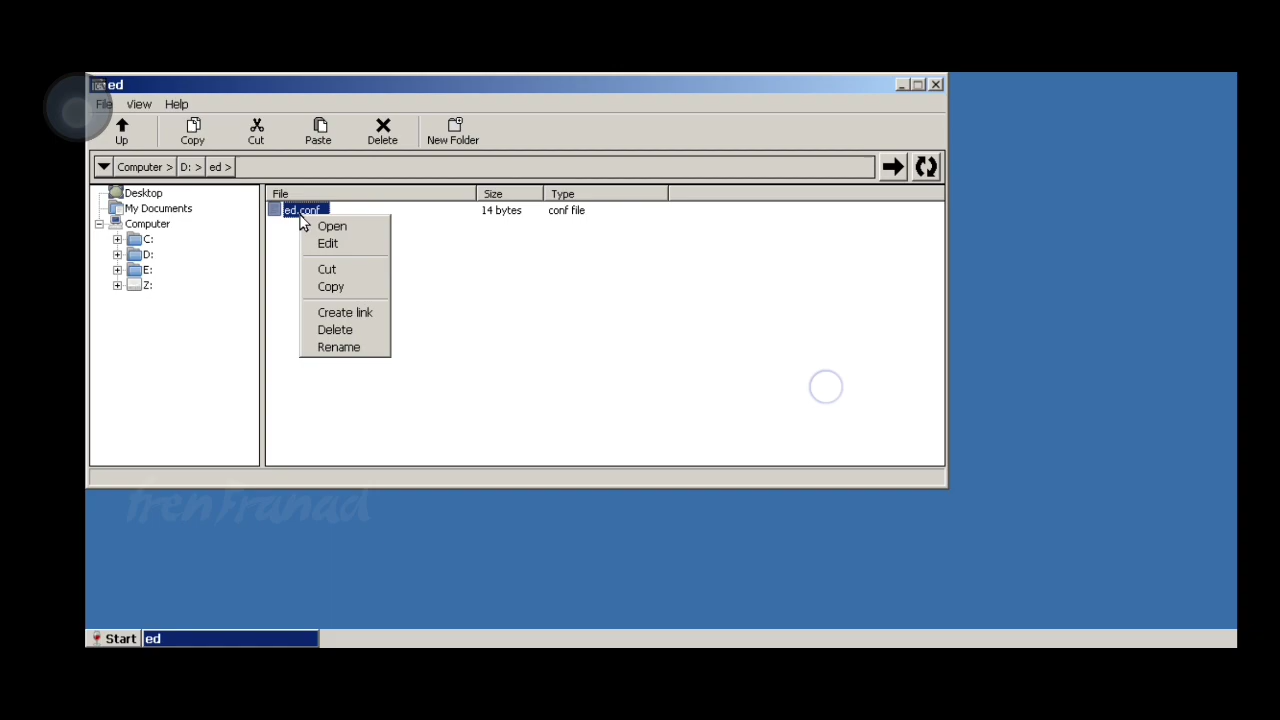 ed
File View Help
Up Copy Cut Paste Delete New Folder
Computer > D: > ed >
Desktop
My Documents
Computer
C:
D:
E:
Z:
File Size Type
ed.conf 14 bytes conf file
Open
Edit
Cut
Copy
Create link
Delete
Rename
Start ed